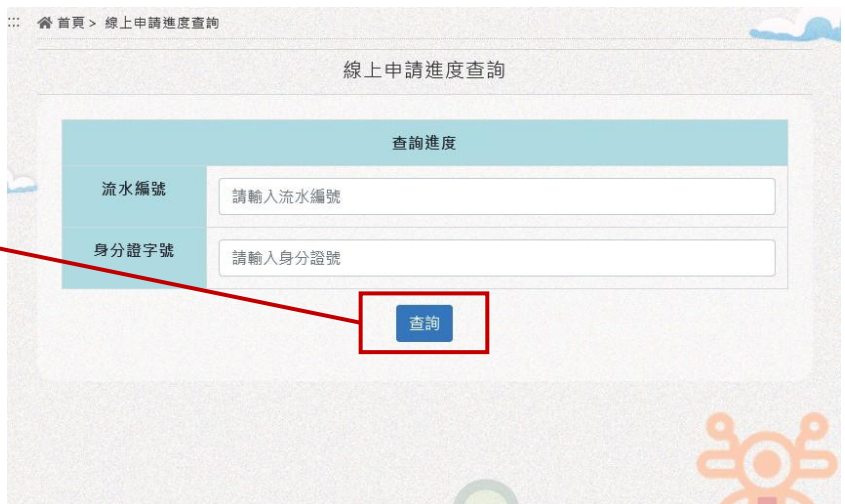 ::: 首頁 > 線上申請進度查詢
線上申請進度查詢
查詢進度
流水編號 請輸入流水編號
身分證字號 請輸入身分證號
查詢